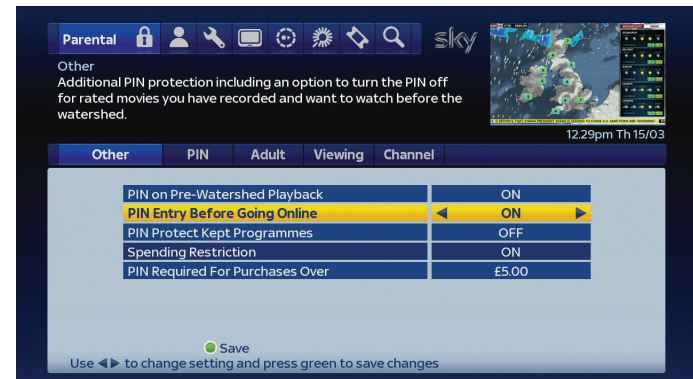 Parental
sky
Other
Additional PIN protection including an option to turn the PIN off
for rated movies you have recorded and want to watch before the
watershed.
12.29pm Th 15/03
Other PIN Adult Viewing Channel
PIN on Pre-Watershed Playback ON
PIN Entry Before Going Online ON
PIN Protect Kept Programmes OFF
Spending Restriction ON
PIN Required For Purchases Over £5.00
Save
Use ◀▶ to change setting and press green to save changes